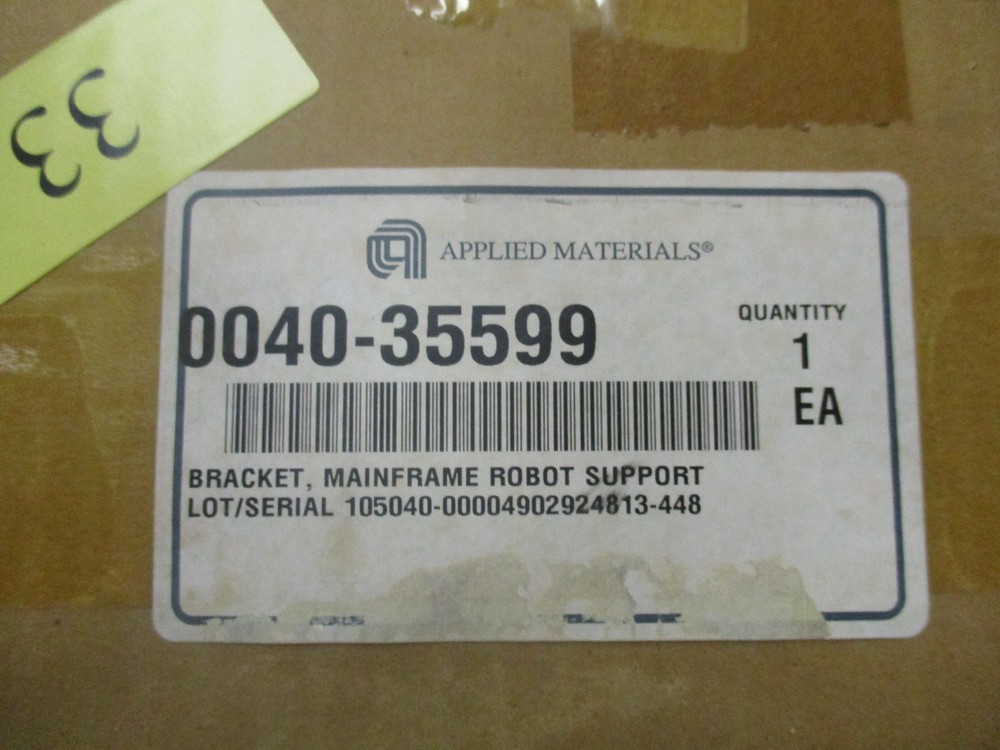 33
APPLIED MATERIALS®
0040-35599
QUANTITY
1
EA
BRACKET, MAINFRAME ROBOT SUPPORT
LOT/SERIAL 105040-00004902924813-448